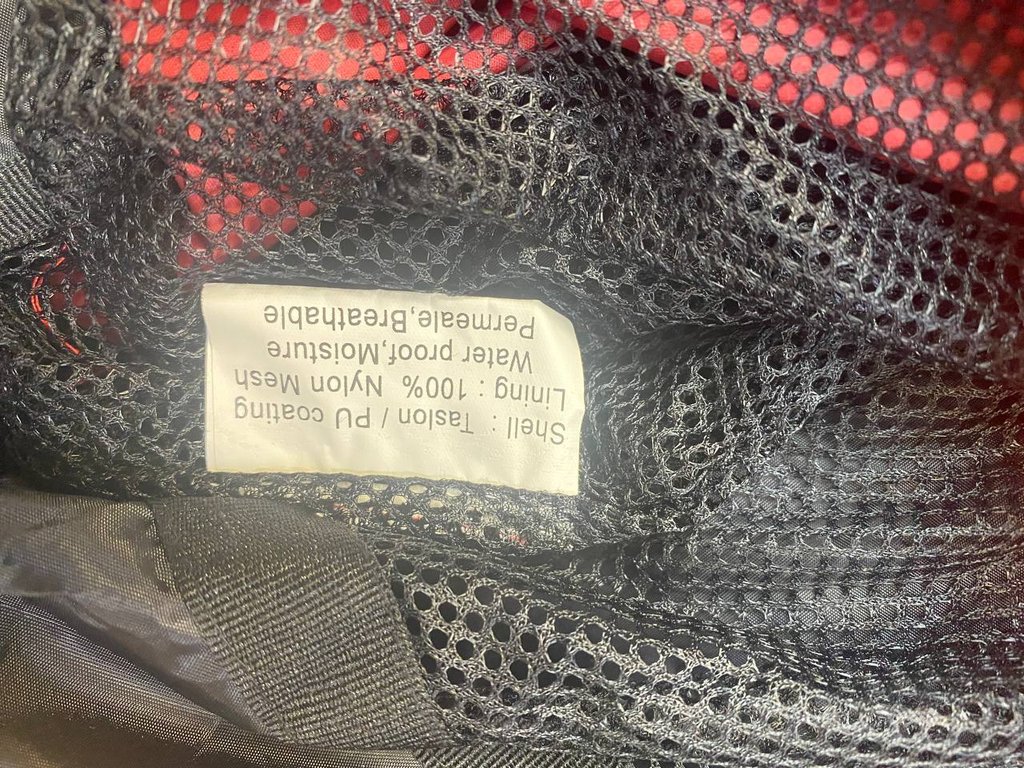 Shell : Taslon / PU coating
Lining : 100% Nylon Mesh
Water proof,Moisture
Permeale,Breathable